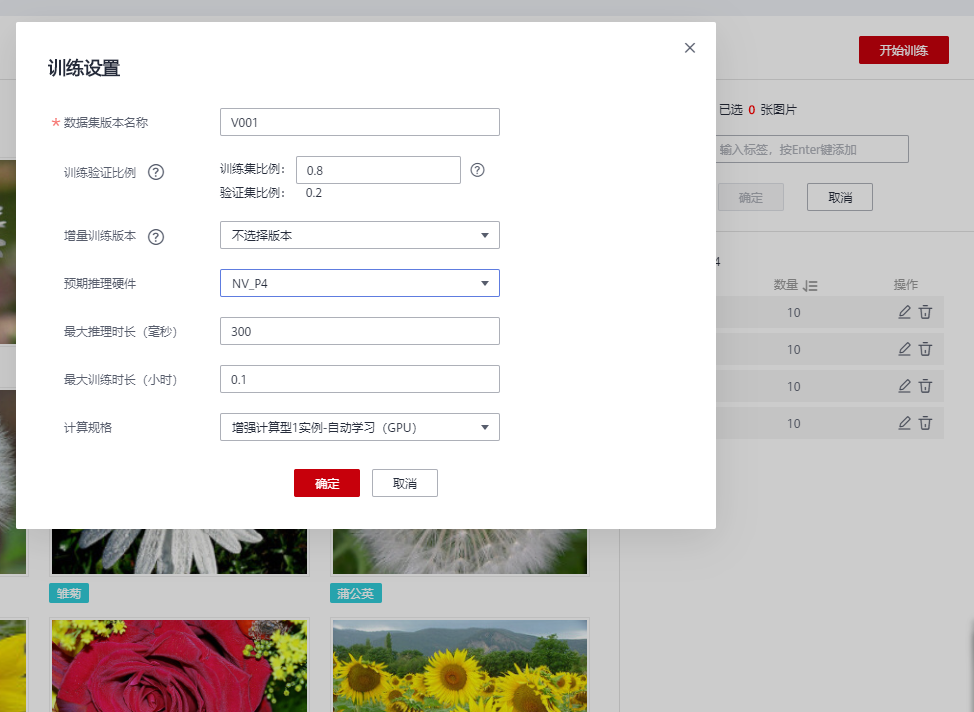 训练设置
开始训练
已选 0 张图片
* 数据集版本名称 V001
输入标签，按Enter键添加
训练验证比例 ? 训练集比例： 0.8 ?
验证集比例： 0.2
确定 取消
增量训练版本 ? 不选择版本
4
预期推理硬件 NV_P4
数量 操作
10
最大推理时长（毫秒） 300
10
最大训练时长（小时） 0.1
10
计算规格 增强计算型1实例-自动学习（GPU）
10
确定 取消
雏菊 蒲公英